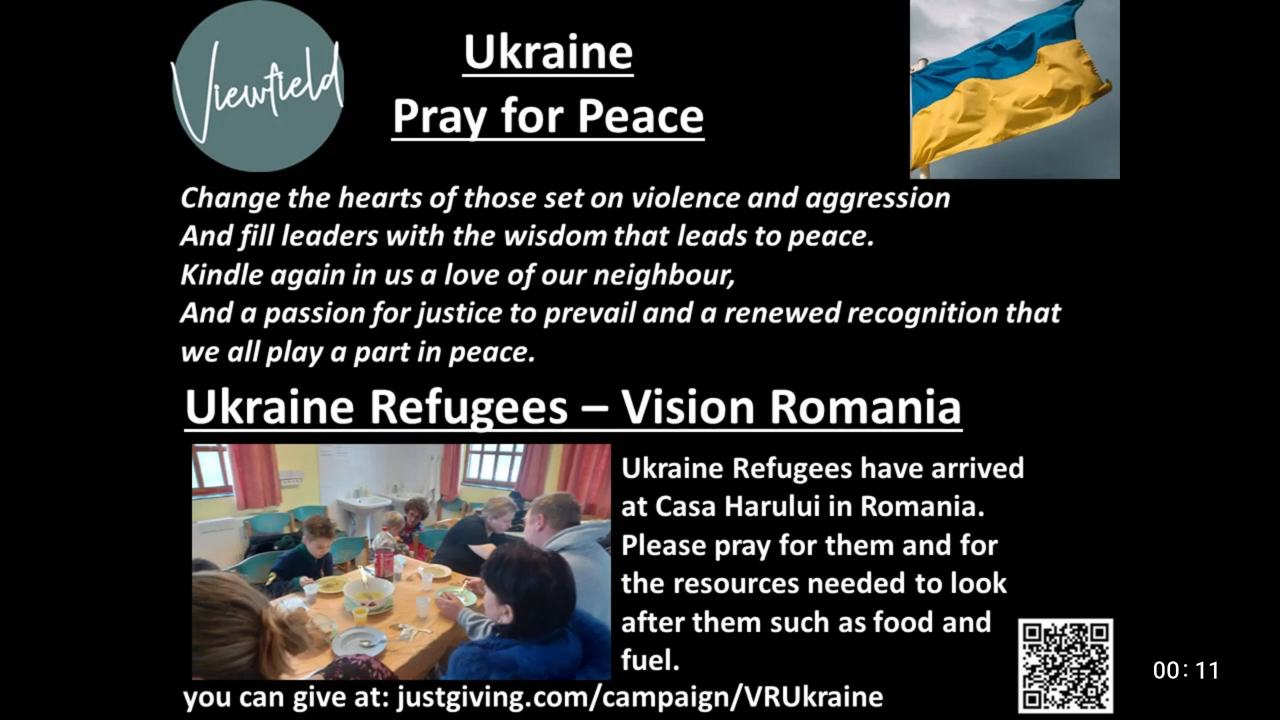 Viewfield
Ukraine
Pray for Peace
Change the hearts of those set on violence and aggression
And fill leaders with the wisdom that leads to peace.
Kindle again in us a love of our neighbour,
And a passion for justice to prevail and a renewed recognition that
we all play a part in peace.
Ukraine Refugees – Vision Romania
Ukraine Refugees have arrived
at Casa Harului in Romania.
Please pray for them and for
the resources needed to look
after them such as food and
fuel.
you can give at: justgiving.com/campaign/VRUkraine
00:11